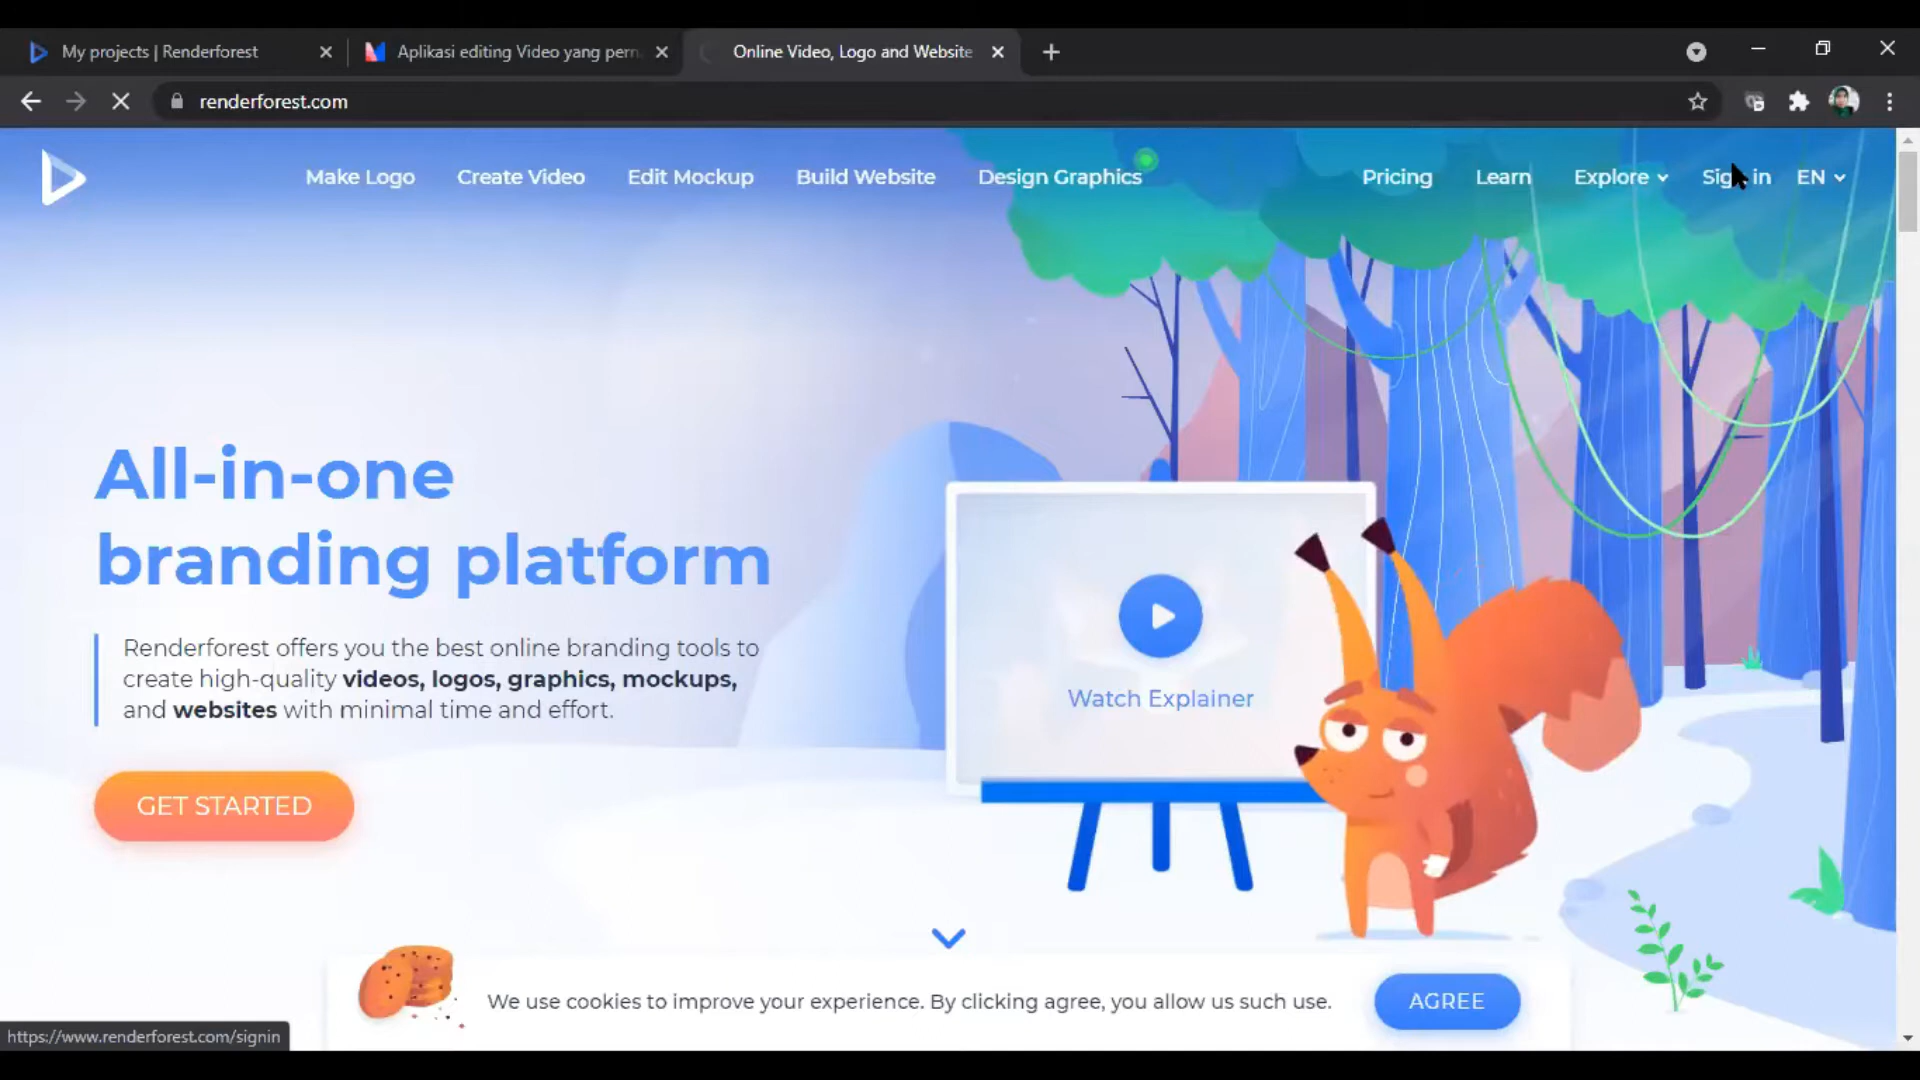 My projects | Renderforest
Aplikasi editing Video yang pern
Online Video, Logo and Website
renderforest.com
Make Logo
Create Video
Edit Mockup
Build Website
Design Graphics
Pricing
Learn
Explore
Sign in
EN
All-in-one
branding platform
Renderforest offers you the best online branding tools to
create high-quality videos, logos, graphics, mockups,
and websites with minimal time and effort.
GET STARTED
Watch Explainer
We use cookies to improve your experience. By clicking agree, you allow us such use.
AGREE
https://www.renderforest.com/signin